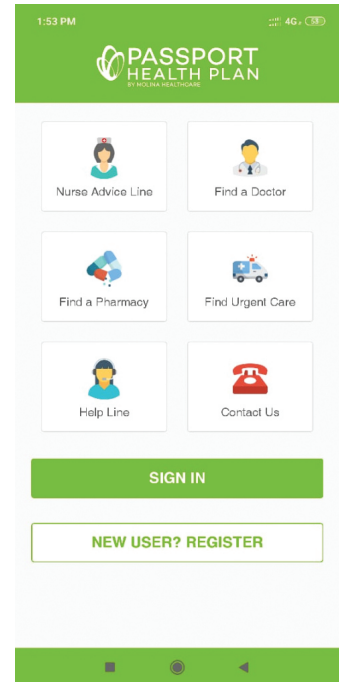 1:53 PM 4G 58
PASSPORT
HEALTH PLAN
BY MOLINA HEALTHCARE
Nurse Advice Line Find a Doctor
Find a Pharmacy Find Urgent Care
Help Line Contact Us
SIGN IN
NEW USER? REGISTER